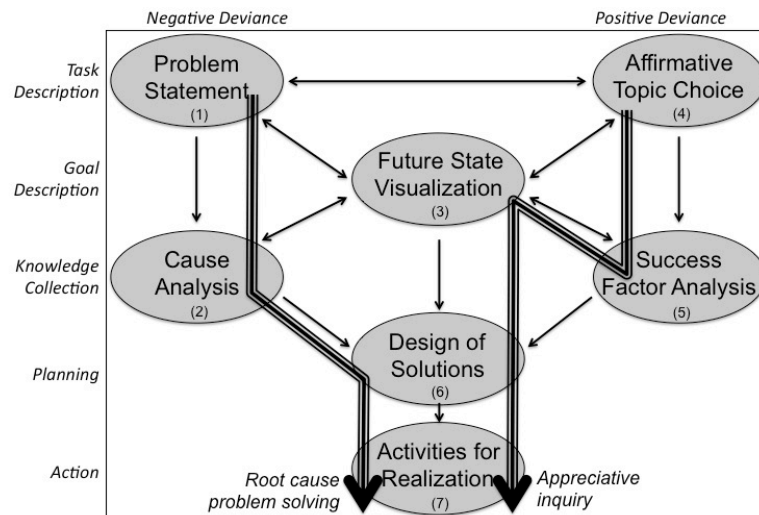 Negative Deviance
Positive Deviance
Task
Description
Problem
Statement
(1)
Affirmative
Topic Choice
(4)
Goal
Description
Future State
Visualization
(3)
Knowledge
Collection
Cause
Analysis
(2)
Success
Factor Analysis
(5)
Planning
Design of
Solutions
(6)
Action
Activities for
Realization
(7)
Root cause
problem solving
Appreciative
inquiry